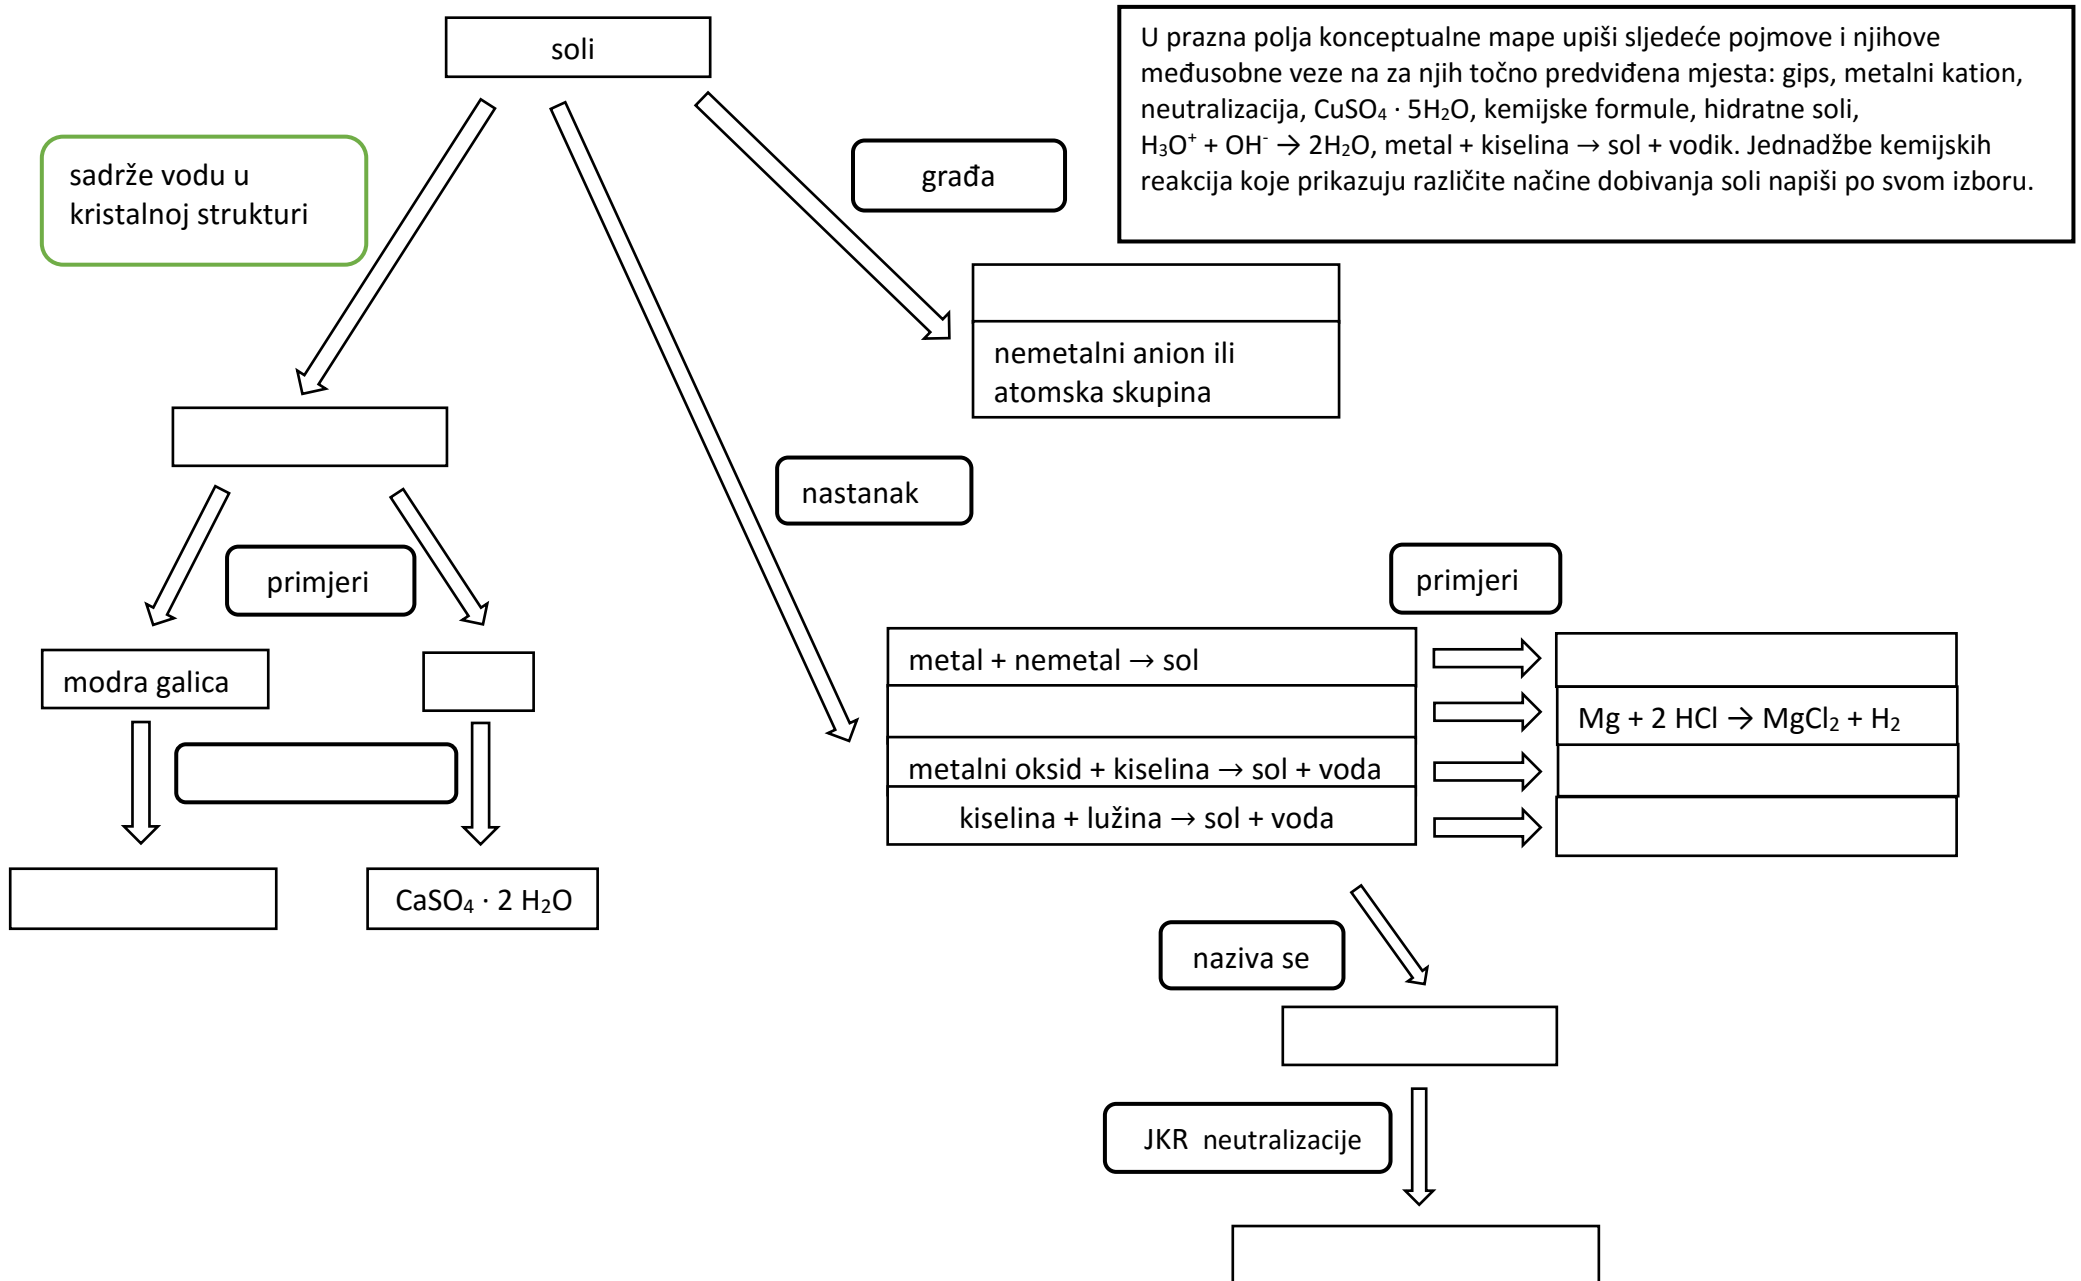 soli
U prazna polja konceptualne mape upiši sljedeće pojmove i njihove
međusobne veze na za njih točno predviđena mjesta: gips, metalni kation,
neutralizacija, CuSO₄ · 5H₂O, kemijske formule, hidratne soli,
H₃O⁺ + OH⁻ → 2H₂O, metal + kiselina → sol + vodik. Jednadžbe kemijskih
reakcija koje prikazuju različite načine dobivanja soli napiši po svom izboru.
sadrže vodu u
kristalnoj strukturi
građa
nemetalni anion ili
atomska skupina
nastanak
primjeri
primjeri
modra galica
metal + nemetal → sol
Mg + 2 HCl → MgCl₂ + H₂
metalni oksid + kiselina → sol + voda
kiselina + lužina → sol + voda
CaSO₄ · 2 H₂O
naziva se
JKR neutralizacije